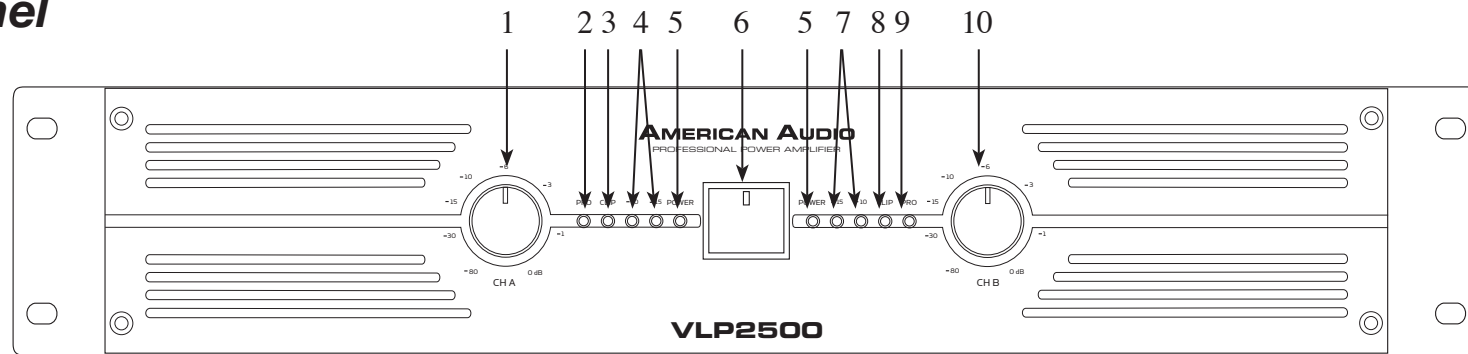 1 2 3 4 5 6 5 7 8 9 10
AMERICAN AUDIO
PROFESSIONAL POWER AMPLIFIER
-6 -6
-10 -3 -10 -3
-15 PRO CLIP -10 -15 POWER POWER -15 -10 CLIP PRO -15
-30 -1 -30 -1
-80 0 dB -80 0 dB
CH A CH B
VLP2500